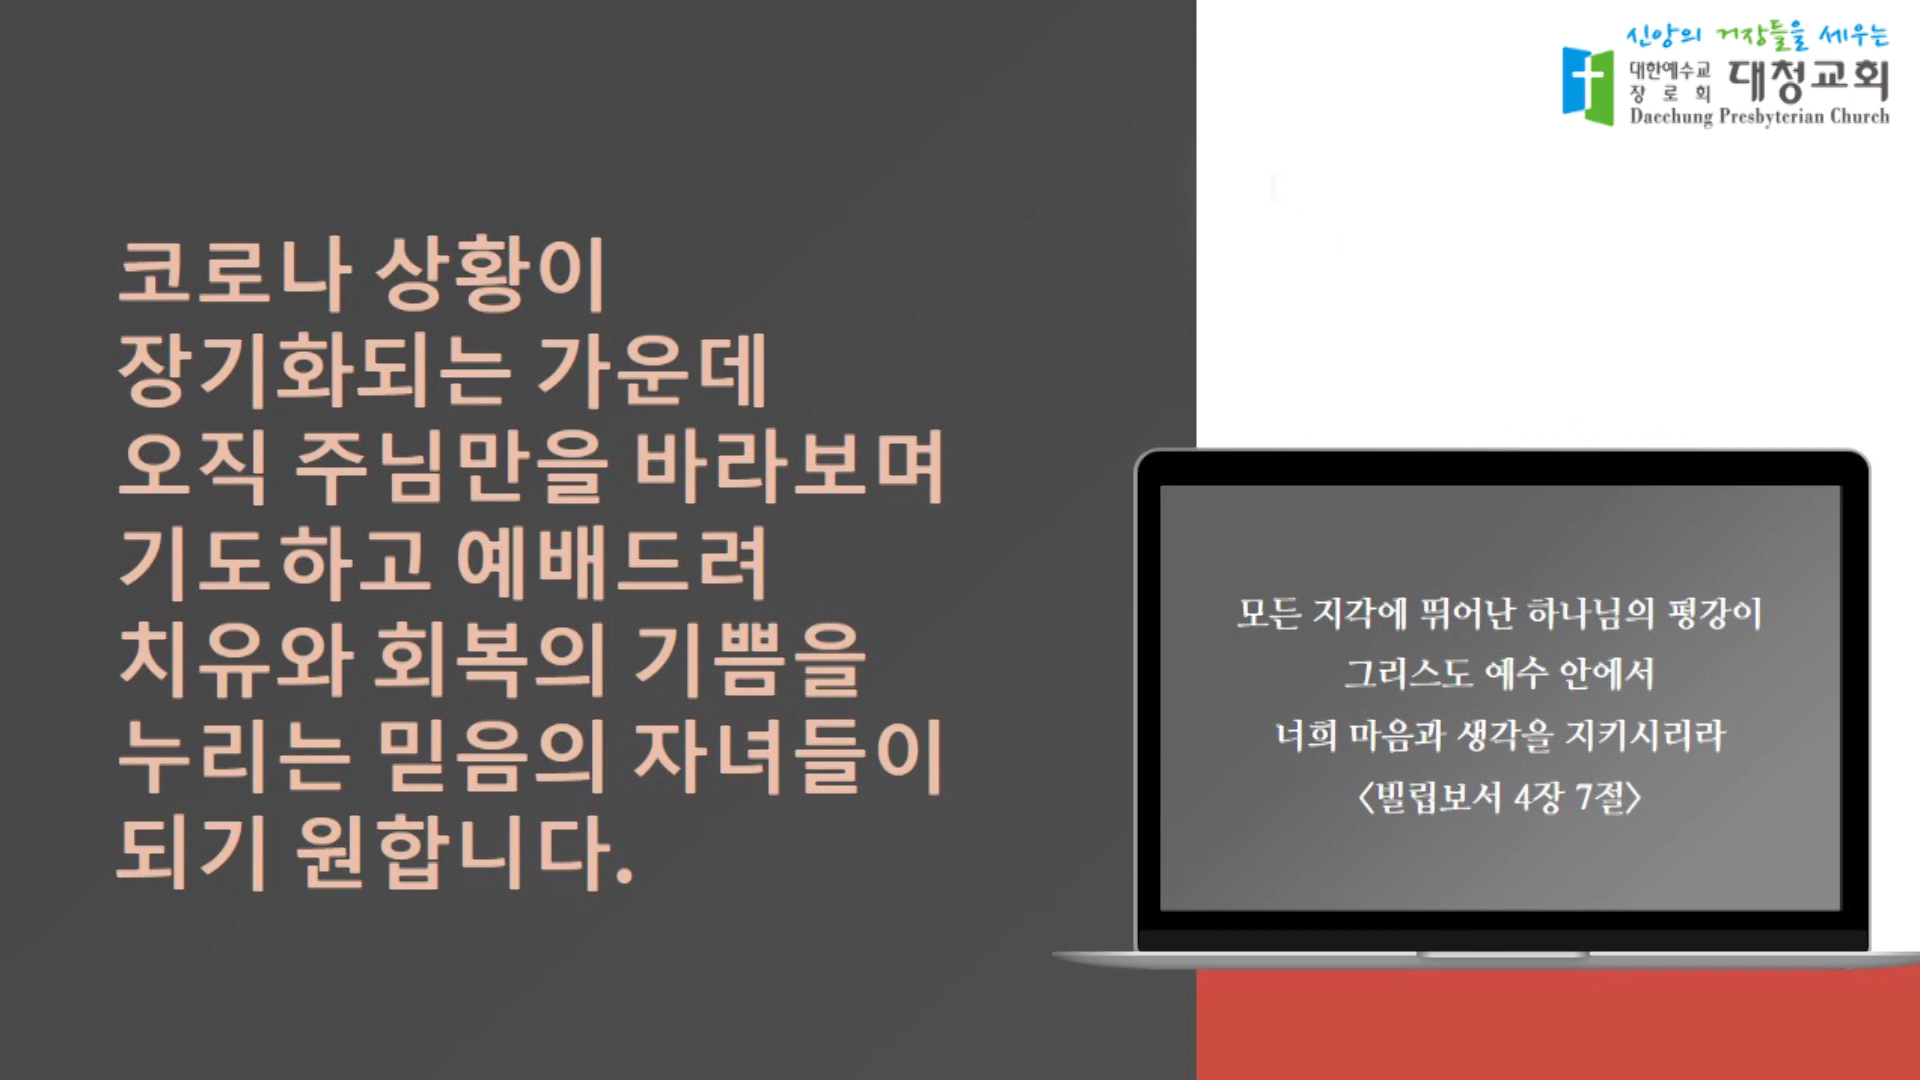 코로나 상황이
장기화되는 가운데
오직 주님만을 바라보며
기도하고 예배드려
치유와 회복의 기쁨을
누리는 믿음의 자녀들이
되기 원합니다.
신앙의 거장들을 세우는
대한예수교
장로회
대청교회
Daechung Presbyterian Church
모든 지각에 뛰어난 하나님의 평강이
그리스도 예수 안에서
너희 마음과 생각을 지키시리라
<빌립보서 4장 7절>